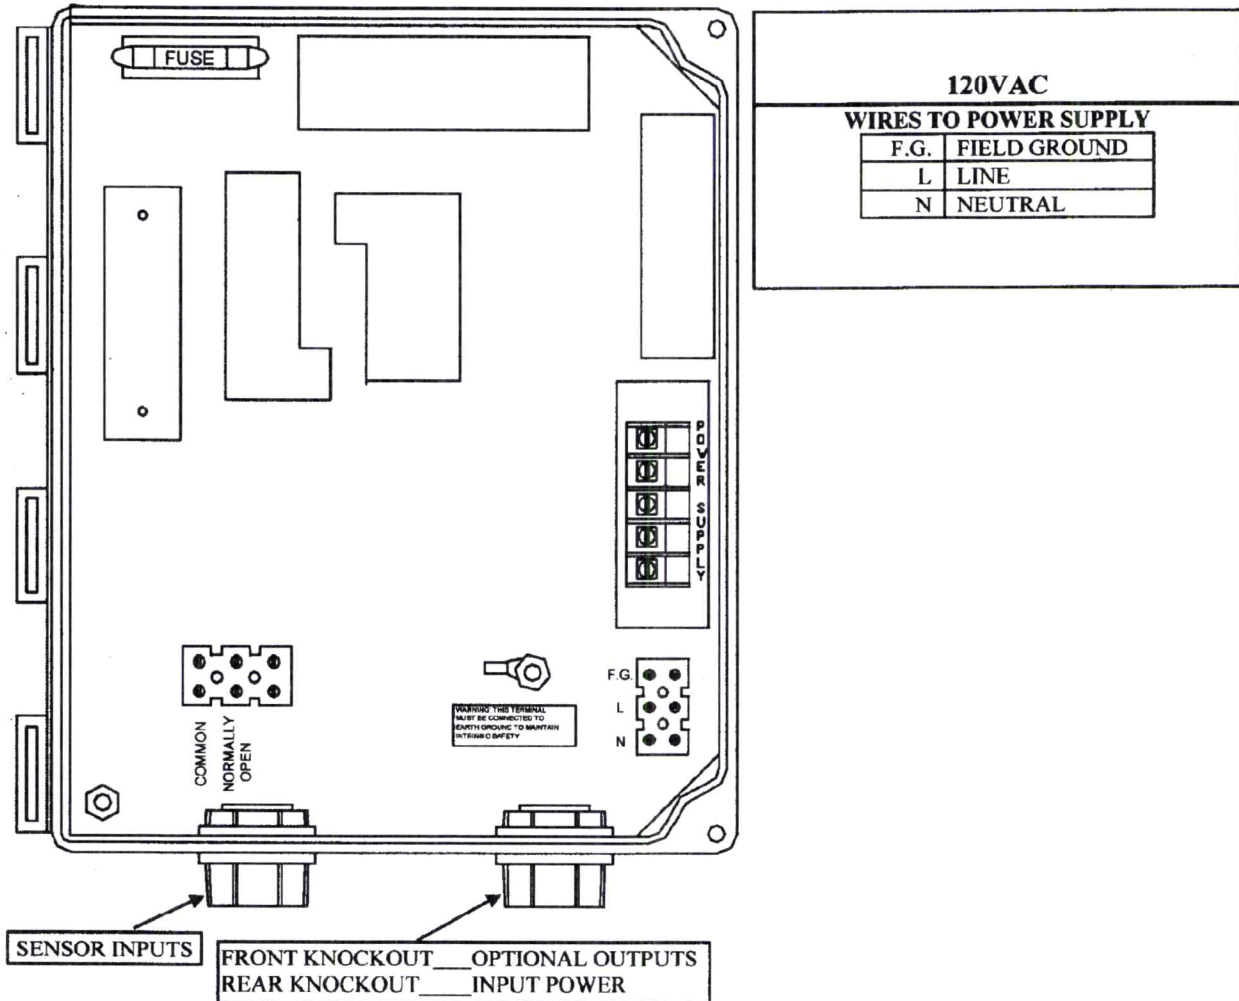 FUSE
120VAC
WIRES TO POWER SUPPLY
F.G. FIELD GROUND
L LINE
N NEUTRAL
POWER SUPPLY
F.G.
L
N
WARNING: THIS TERMINAL
MUST BE CONNECTED TO
EARTH GROUND TO MAINTAIN
INTRINSIC SAFETY
COMMON
NORMALLY
OPEN
SENSOR INPUTS
FRONT KNOCKOUT___OPTIONAL OUTPUTS
REAR KNOCKOUT____INPUT POWER